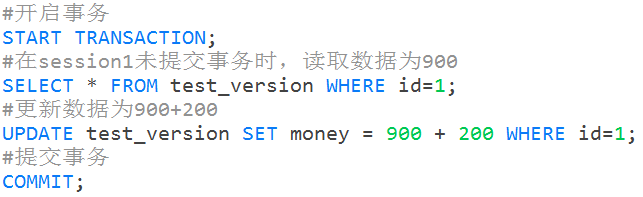 #开启事务
START TRANSACTION;
#在session1未提交事务时，读取数据为900
SELECT * FROM test_version WHERE id=1;
#更新数据为900+200
UPDATE test_version SET money = 900 + 200 WHERE id=1;
#提交事务
COMMIT;